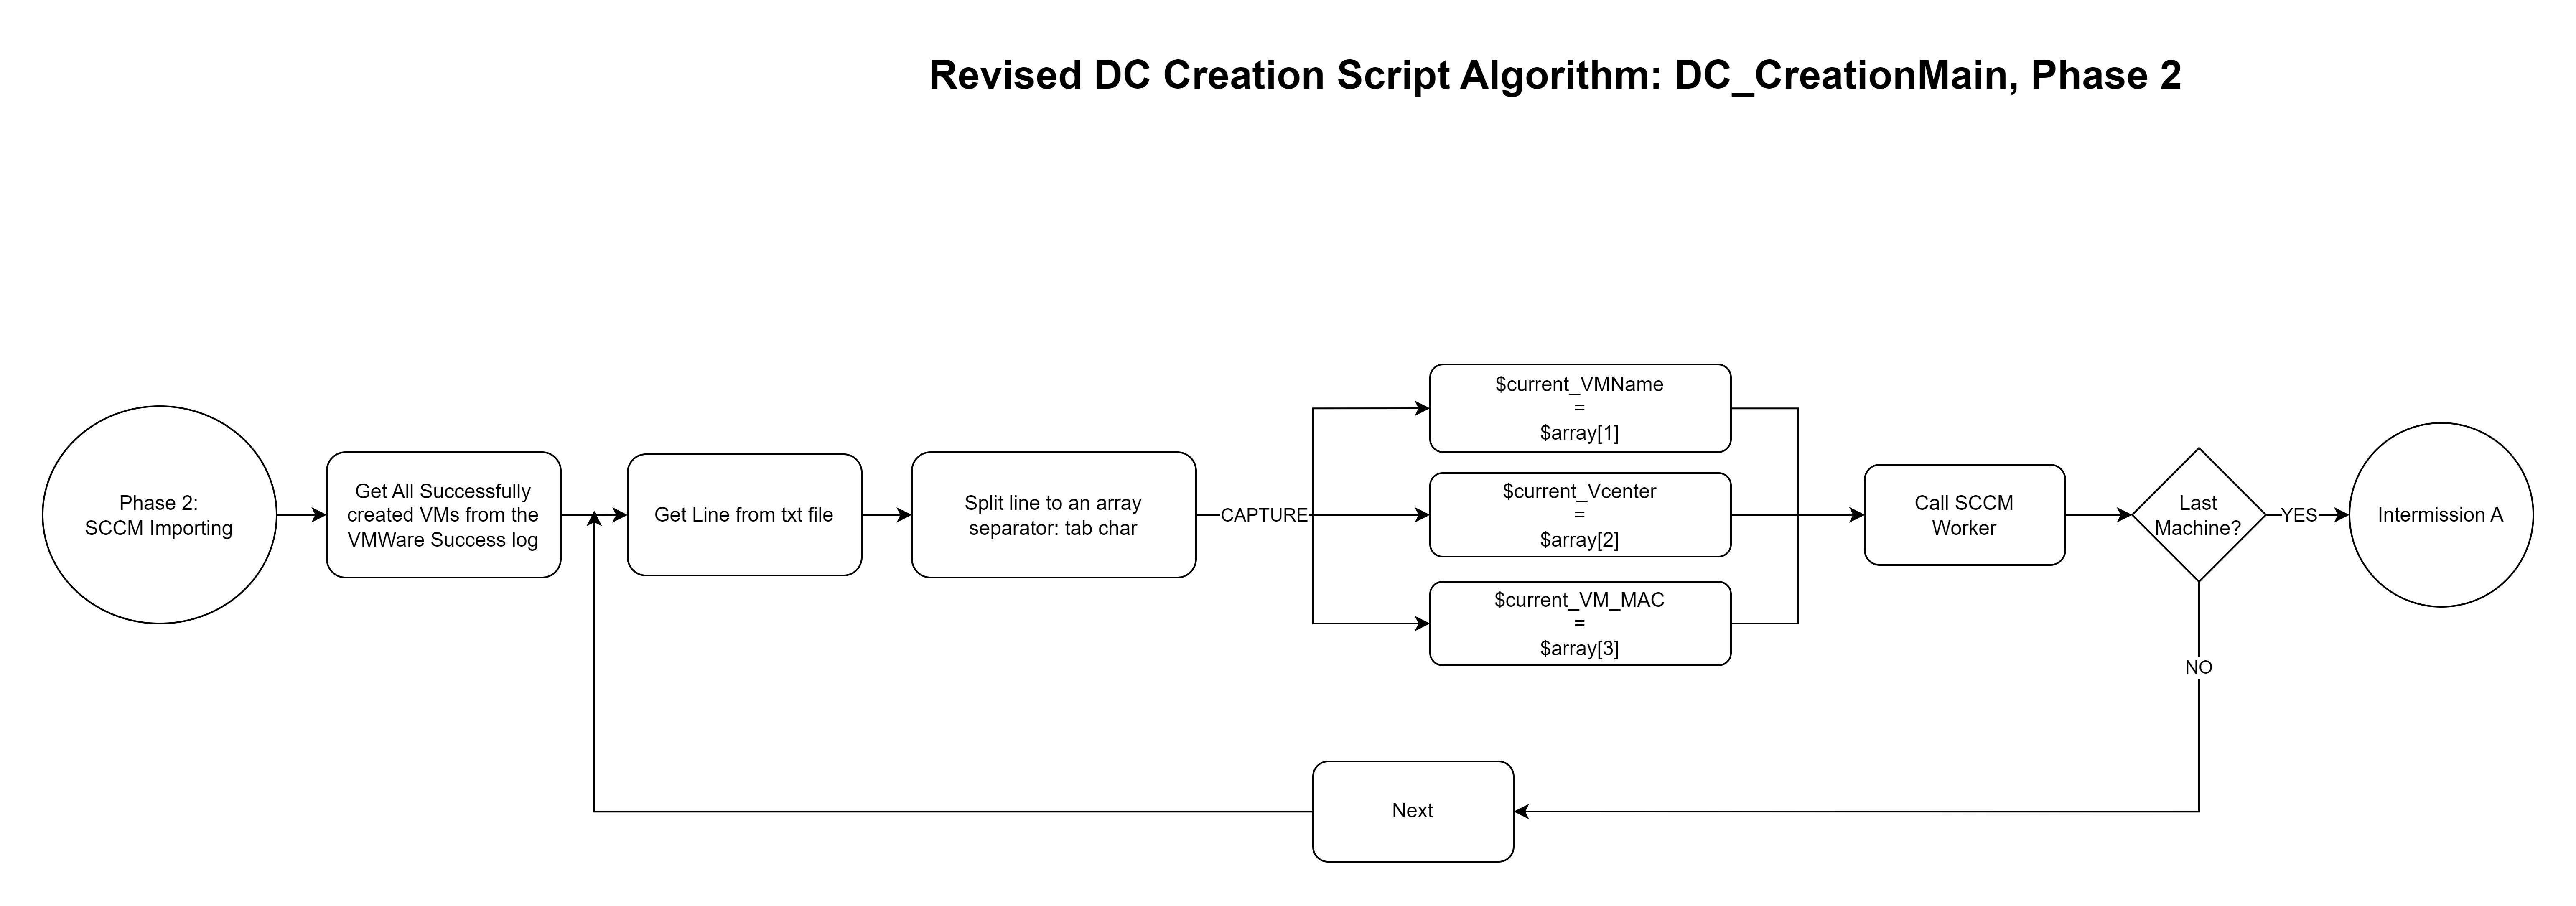 Revised DC Creation Script Algorithm: DC_CreationMain, Phase 2
Phase 2:
SCCM Importing
Get All Successfully
created VMs from the
VMWare Success log
Get Line from txt file
Split line to an array
separator: tab char
CAPTURE
$current_VMName
=
$array[1]
$current_Vcenter
=
$array[2]
$current_VM_MAC
=
$array[3]
Call SCCM
Worker
Last
Machine?
YES
Intermission A
NO
Next